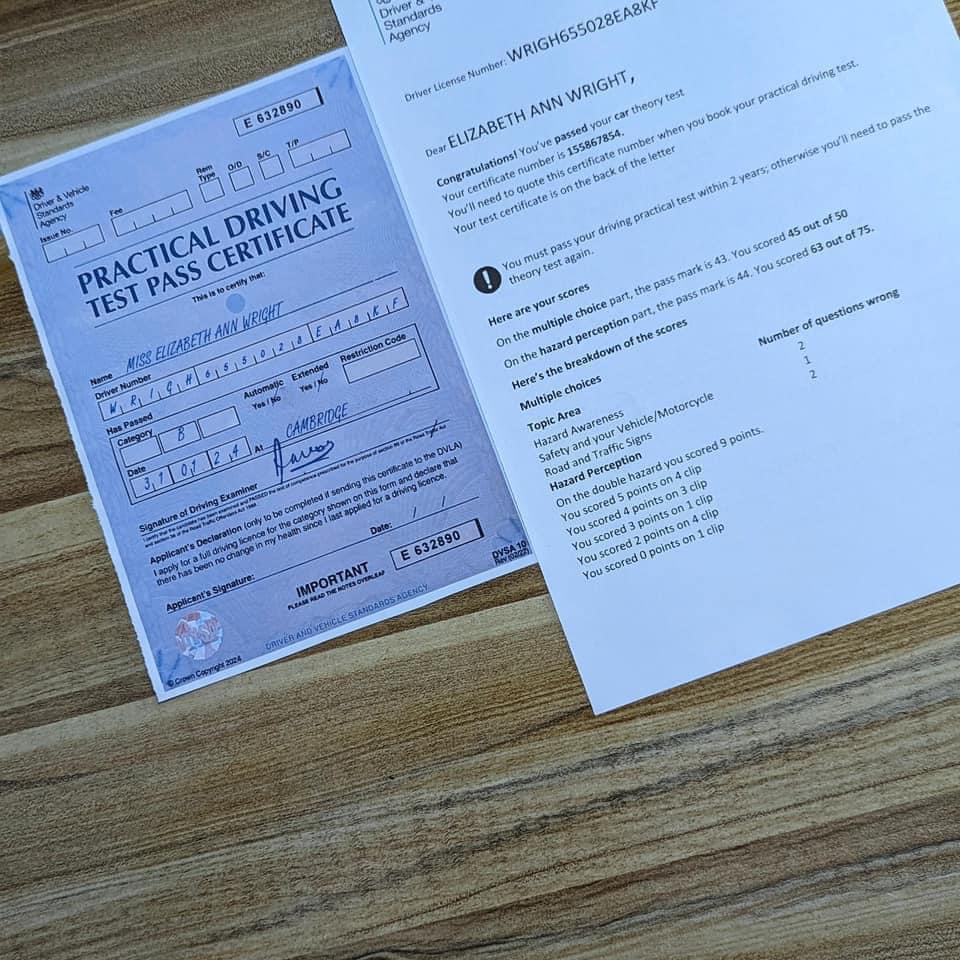 E 632890
Driver & Vehicle
Standards
Agency
Issue No.
Fee
Rem
Type
O/D
S/C
T/P
PRACTICAL DRIVING
TEST PASS CERTIFICATE
This is to certify that:
Name MISS ELIZABETH ANN WRIGHT
Driver Number
WRIGH655028EA8KF
Has Passed
Category B
Automatic
Yes / No
Extended
Yes / No
Restriction Code
Date 31 01 24 At CAMBRIDGE
Signature of Driving Examiner
I certify that the candidate has been examined and PASSED the test of competence prescribed for the purpose of section 89 of the Road Traffic Act
and section 36 of the Road Traffic Offenders Act 1988.
Applicant's Declaration (only to be completed if sending this certificate to the DVLA)
I apply for a full driving licence for the category shown on this form and declare that
there has been no change in my health since I last applied for a driving licence.
Applicant's Signature:
Date: / /
IMPORTANT
PLEASE READ THE NOTES OVERLEAF
E 632890
DVSA 10
DRIVER AND VEHICLE STANDARDS AGENCY
© Crown Copyright 2024
Driver &
Standards
Agency
Driver License Number: WRIGH655028EA8KF
Dear ELIZABETH ANN WRIGHT,
Congratulations! You've passed your car theory test
Your certificate number is 155867854.
You'll need to quote this certificate number when you book your practical driving test.
Your test certificate is on the back of the letter
You must pass your driving practical test within 2 years; otherwise you'll need to pass the
theory test again.
Here are your scores
On the multiple choice part, the pass mark is 43. You scored 45 out of 50
On the hazard perception part, the pass mark is 44. You scored 63 out of 75.
Here's the breakdown of the scores
Multiple choices
Topic Area Number of questions wrong
Hazard Awareness 2
Safety and your Vehicle/Motorcycle 1
Road and Traffic Signs 2
Hazard Perception
On the double hazard you scored 9 points.
You scored 5 points on 4 clip
You scored 4 points on 3 clip
You scored 3 points on 1 clip
You scored 2 points on 4 clip
You scored 0 points on 1 clip